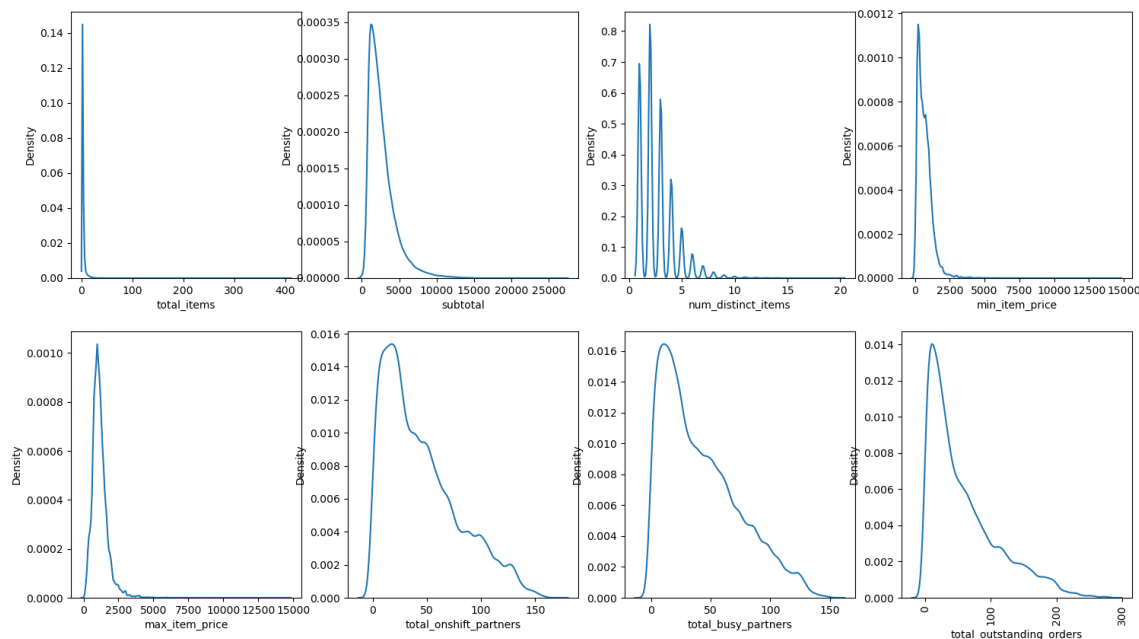 0.14
0.12
0.10
0.08
0.06
0.04
0.02
0.00
Density
0 100 200 300 400
total_items
0.00035
0.00030
0.00025
0.00020
0.00015
0.00010
0.00005
0.00000
Density
0 5000 10000 15000 20000 25000
subtotal
0.8
0.7
0.6
0.5
0.4
0.3
0.2
0.1
0.0
Density
0 5 10 15 20
num_distinct_items
0.0012
0.0010
0.0008
0.0006
0.0004
0.0002
0.0000
Density
0 2500 5000 7500 10000 12500 15000
min_item_price
0.0010
0.0008
0.0006
0.0004
0.0002
0.0000
Density
0 2500 5000 7500 10000 12500 15000
max_item_price
0.016
0.014
0.012
0.010
0.008
0.006
0.004
0.002
0.000
Density
0 50 100 150
total_onshift_partners
0.016
0.014
0.012
0.010
0.008
0.006
0.004
0.002
0.000
Density
0 50 100 150
total_busy_partners
0.014
0.012
0.010
0.008
0.006
0.004
0.002
0.000
Density
0 100 200 300
total_outstanding_orders